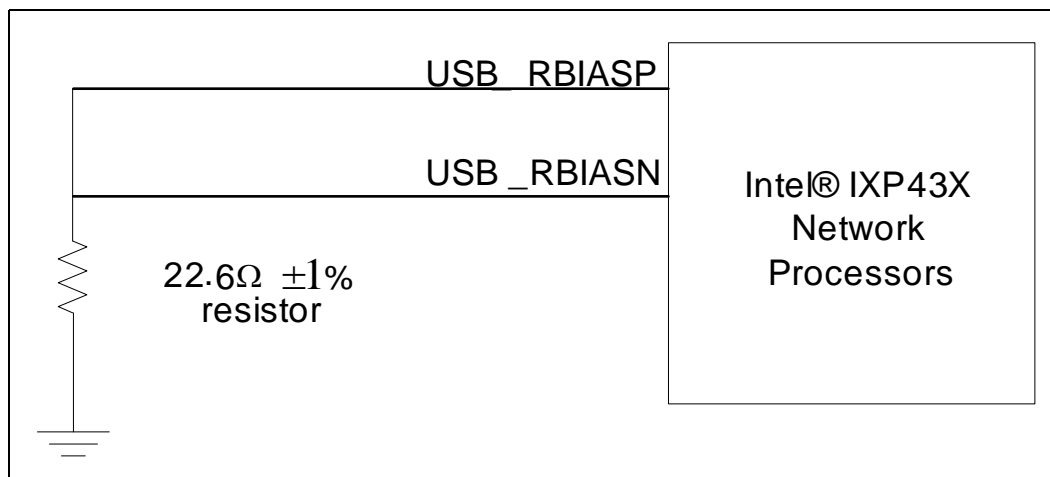 USB_ RBIASP
USB _RBIASN
Intel® IXP43X
Network
Processors
22.6Ω ±1%
resistor